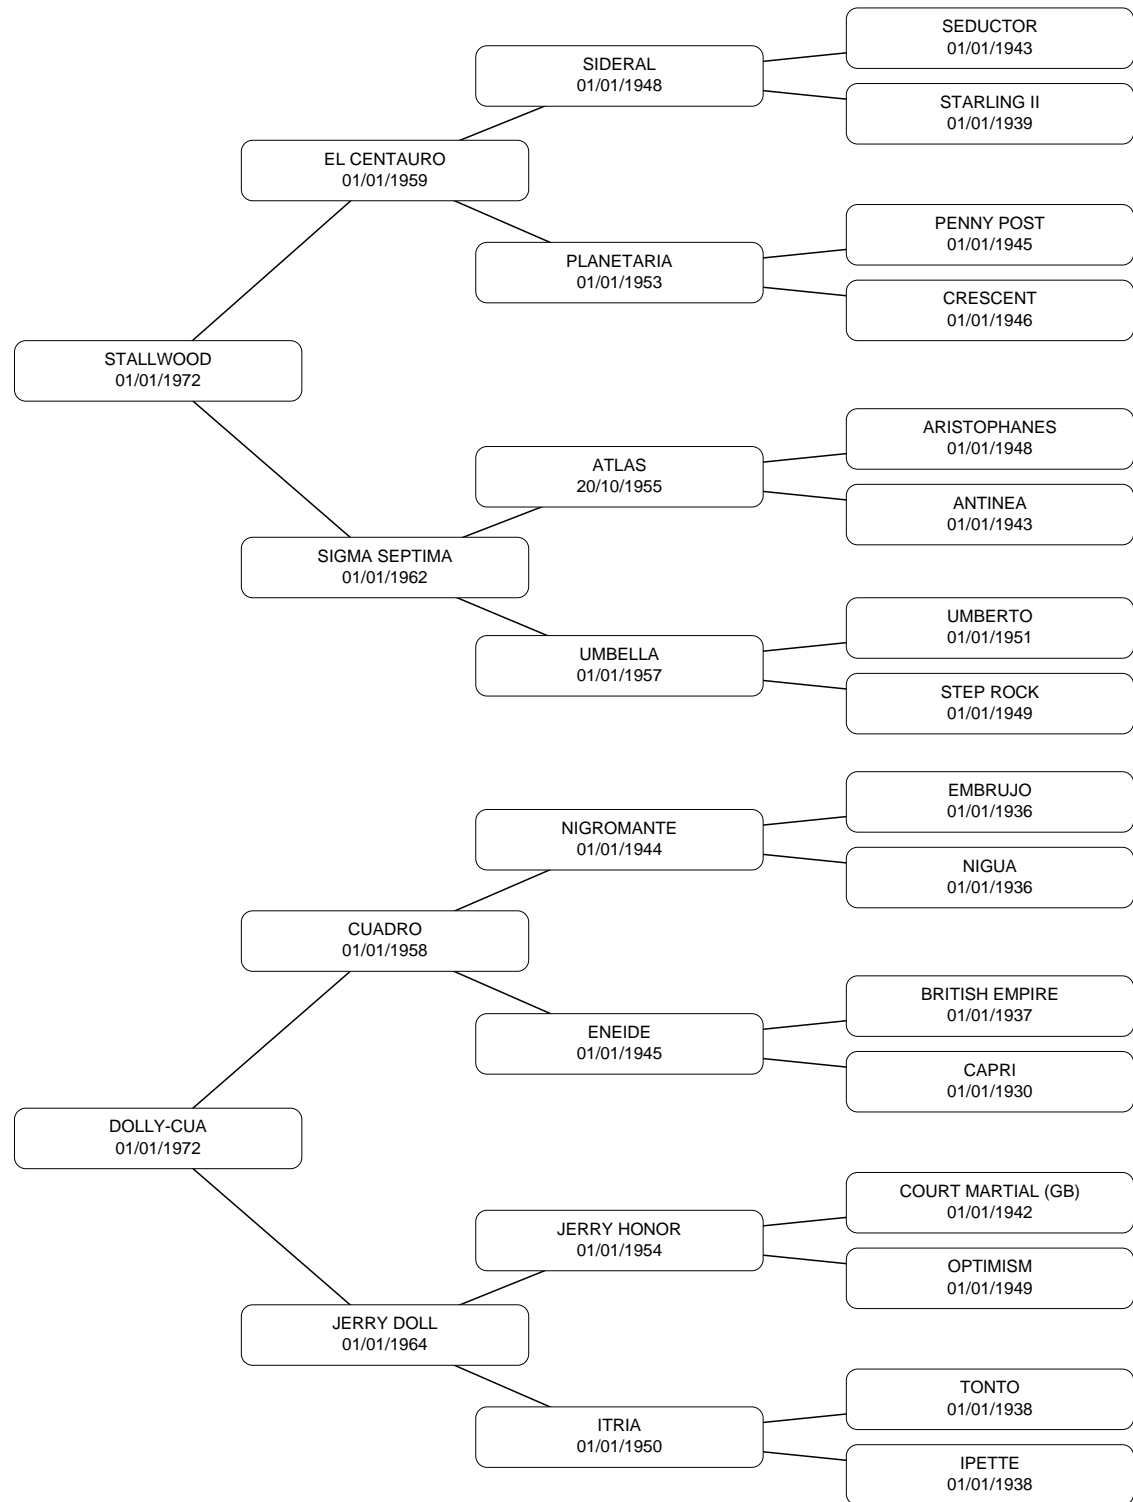 SEDUCTOR
01/01/1943
SIDERAL
01/01/1948
STARLING II
01/01/1939
EL CENTAURO
01/01/1959
PENNY POST
01/01/1945
PLANETARIA
01/01/1953
CRESCENT
01/01/1946
STALLWOOD
01/01/1972
ARISTOPHANES
01/01/1948
ATLAS
20/10/1955
ANTINEA
01/01/1943
SIGMA SEPTIMA
01/01/1962
UMBERTO
01/01/1951
UMBELLA
01/01/1957
STEP ROCK
01/01/1949
EMBRUJO
01/01/1936
NIGROMANTE
01/01/1944
NIGUA
01/01/1936
CUADRO
01/01/1958
BRITISH EMPIRE
01/01/1937
ENEIDE
01/01/1945
CAPRI
01/01/1930
DOLLY-CUA
01/01/1972
COURT MARTIAL (GB)
01/01/1942
JERRY HONOR
01/01/1954
OPTIMISM
01/01/1949
JERRY DOLL
01/01/1964
TONTO
01/01/1938
ITRIA
01/01/1950
IPETTE
01/01/1938